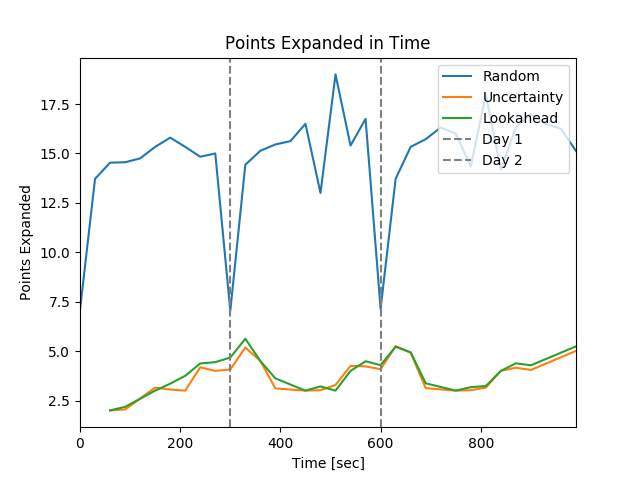 Points Expanded in Time
Random
Uncertainty
Lookahead
Day 1
Day 2
Points Expanded
17.5
15.0
12.5
10.0
7.5
5.0
2.5
0
200
400
600
800
Time [sec]